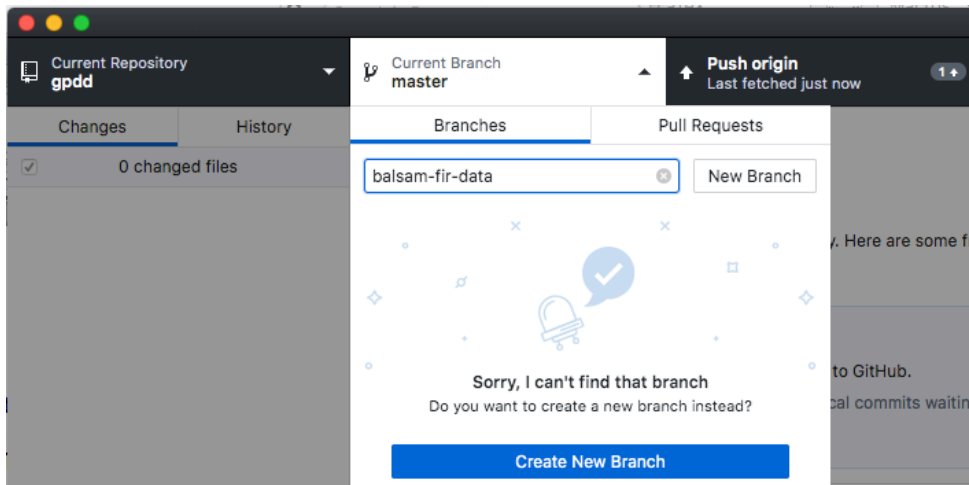 Current Repository
gpdd
Current Branch
master
Push origin
Last fetched just now
1
Changes
History
Branches
Pull Requests
0 changed files
balsam-fir-data
New Branch
y. Here are some f
Sorry, I can't find that branch
Do you want to create a new branch instead?
to GitHub.
cal commits waitin
Create New Branch